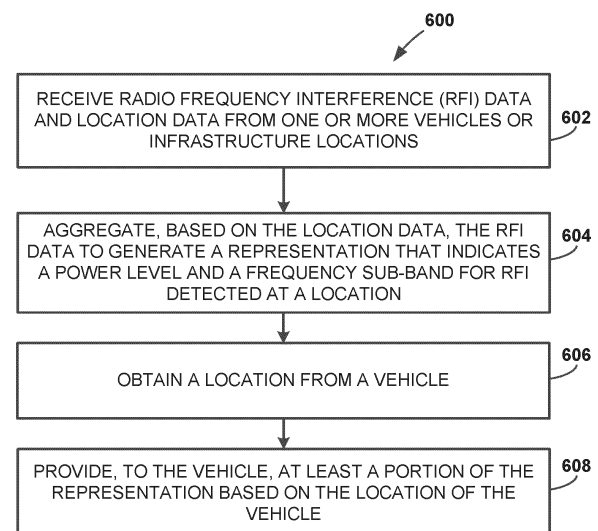 600
RECEIVE RADIO FREQUENCY INTERFERENCE (RFI) DATA
AND LOCATION DATA FROM ONE OR MORE VEHICLES OR
INFRASTRUCTURE LOCATIONS
602
AGGREGATE, BASED ON THE LOCATION DATA, THE RFI
DATA TO GENERATE A REPRESENTATION THAT INDICATES
A POWER LEVEL AND A FREQUENCY SUB-BAND FOR RFI
DETECTED AT A LOCATION
604
OBTAIN A LOCATION FROM A VEHICLE
606
PROVIDE, TO THE VEHICLE, AT LEAST A PORTION OF THE
REPRESENTATION BASED ON THE LOCATION OF THE
VEHICLE
608